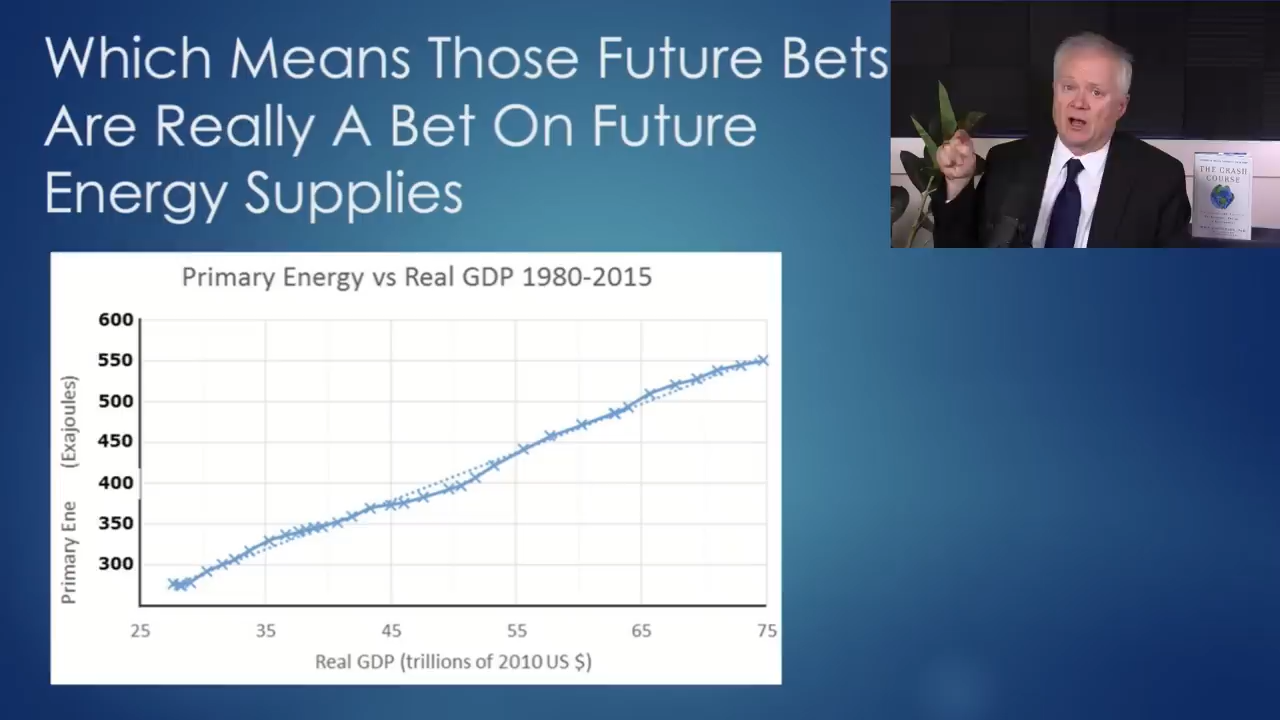 Which Means Those Future Bets
Are Really A Bet On Future
Energy Supplies
THE CRASH
COURSE
Primary Energy vs Real GDP 1980-2015
600
550
500
450
400
350
300
Primary Ene (Exajoules)
25 35 45 55 65 75
Real GDP (trillions of 2010 US $)